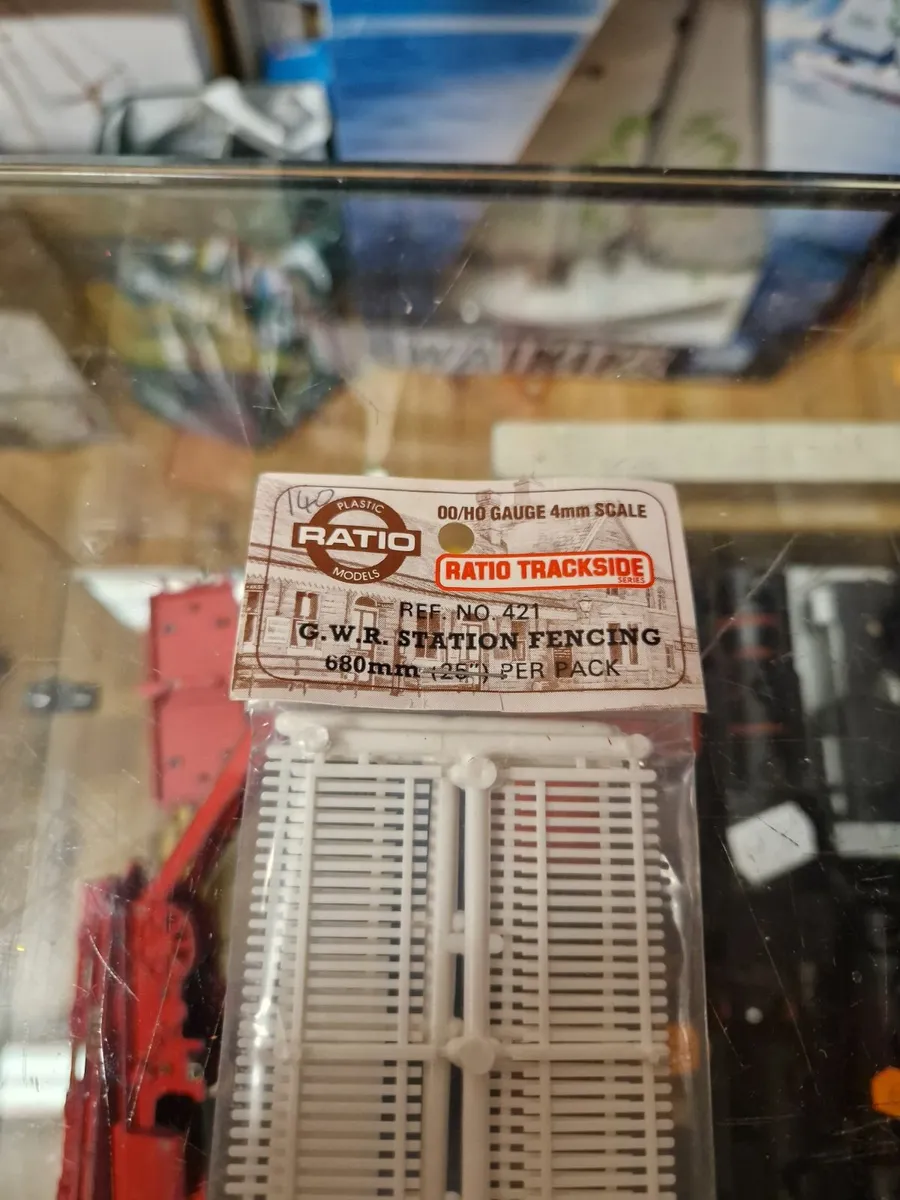 140
PLASTIC
RATIO
MODELS
00/HO GAUGE 4mm SCALE
RATIO TRACKSIDE
SERIES
REF. NO. 421
G.W.R. STATION FENCING
680mm (26") PER PACK